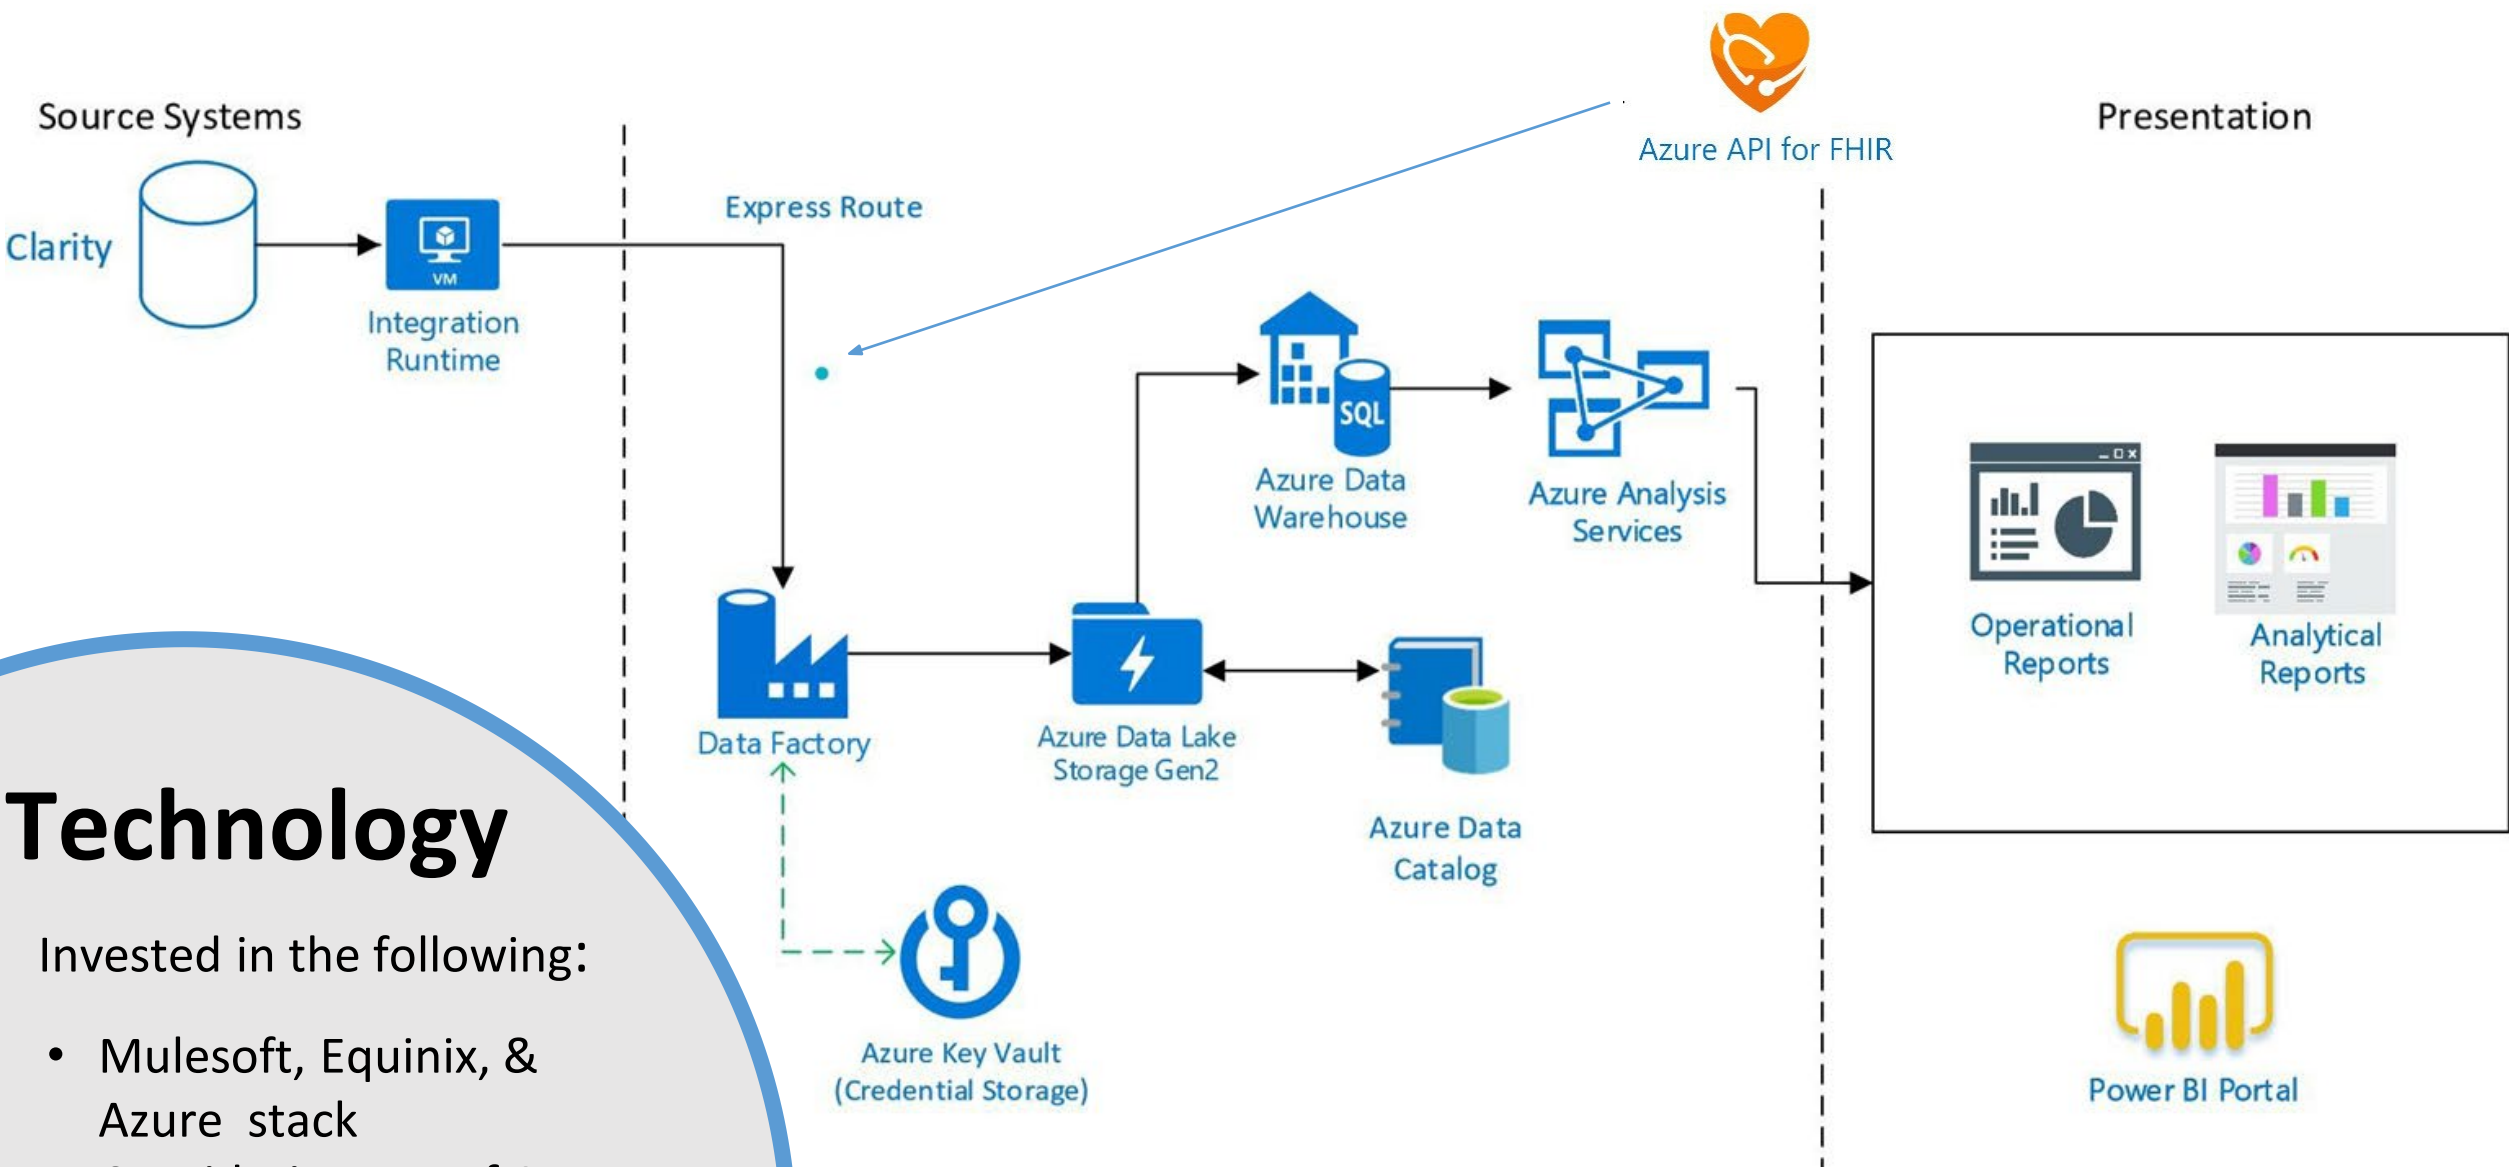 Source Systems
Azure API for FHIR
Presentation
Express Route
Clarity
VM
Integration
Runtime
SQL
Azure Data
Warehouse
Azure Analysis
Services
Operational
Reports
Analytical
Reports
Data Factory
Azure Data Lake
Storage Gen2
Azure Data
Catalog
Technology
Invested in the following:
• Mulesoft, Equinix, &
Azure stack
Azure Key Vault
(Credential Storage)
Power BI Portal